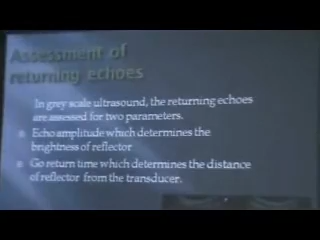 Assessment of
returning echoes
In grey scale ultrasound, the returning echoes
are assessed for two parameters.
Echo amplitude which determines the
brightness of reflector
Go return time which determines the distance
of reflector from the transducer.